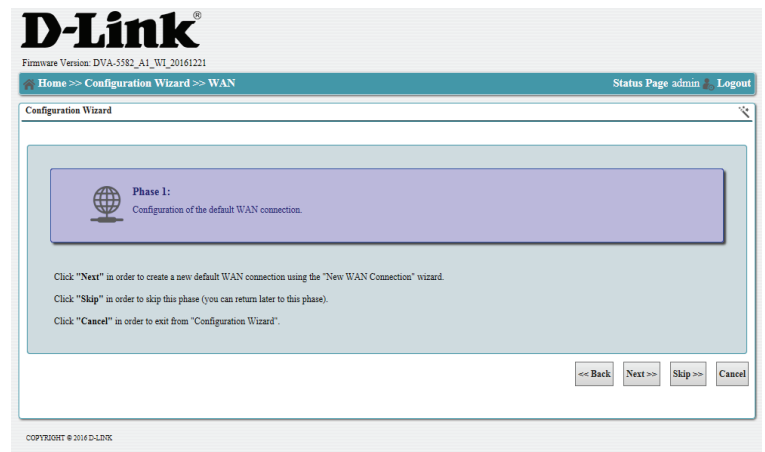 D-Link®
Firmware Version: DVA-5582_A1_WI_20161221
Home >> Configuration Wizard >> WAN Status Page admin Logout
Configuration Wizard
Phase 1:
Configuration of the default WAN connection.
Click "Next" in order to create a new default WAN connection using the "New WAN Connection" wizard.
Click "Skip" in order to skip this phase (you can return later to this phase).
Click "Cancel" in order to exit from "Configuration Wizard".
<< Back Next >> Skip >> Cancel
COPYRIGHT © 2016 D-LINK